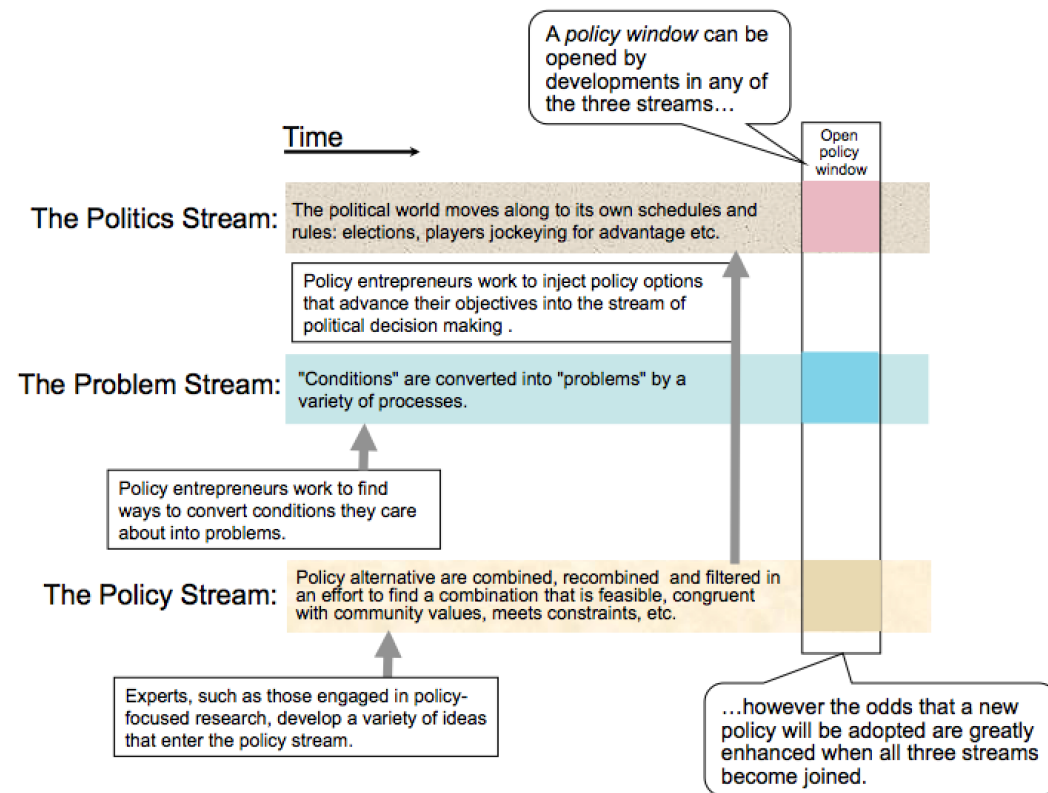 A policy window can be
opened by
developments in any of
the three streams…
Time
Open
policy
window
The Politics Stream:
The political world moves along to its own schedules and
rules: elections, players jockeying for advantage etc.
Policy entrepreneurs work to inject policy options
that advance their objectives into the stream of
political decision making .
The Problem Stream:
"Conditions" are converted into "problems" by a
variety of processes.
Policy entrepreneurs work to find
ways to convert conditions they care
about into problems.
The Policy Stream:
Policy alternative are combined, recombined and filtered in
an effort to find a combination that is feasible, congruent
with community values, meets constraints, etc.
Experts, such as those engaged in policy-
focused research, develop a variety of ideas
that enter the policy stream.
…however the odds that a new
policy will be adopted are greatly
enhanced when all three streams
become joined.